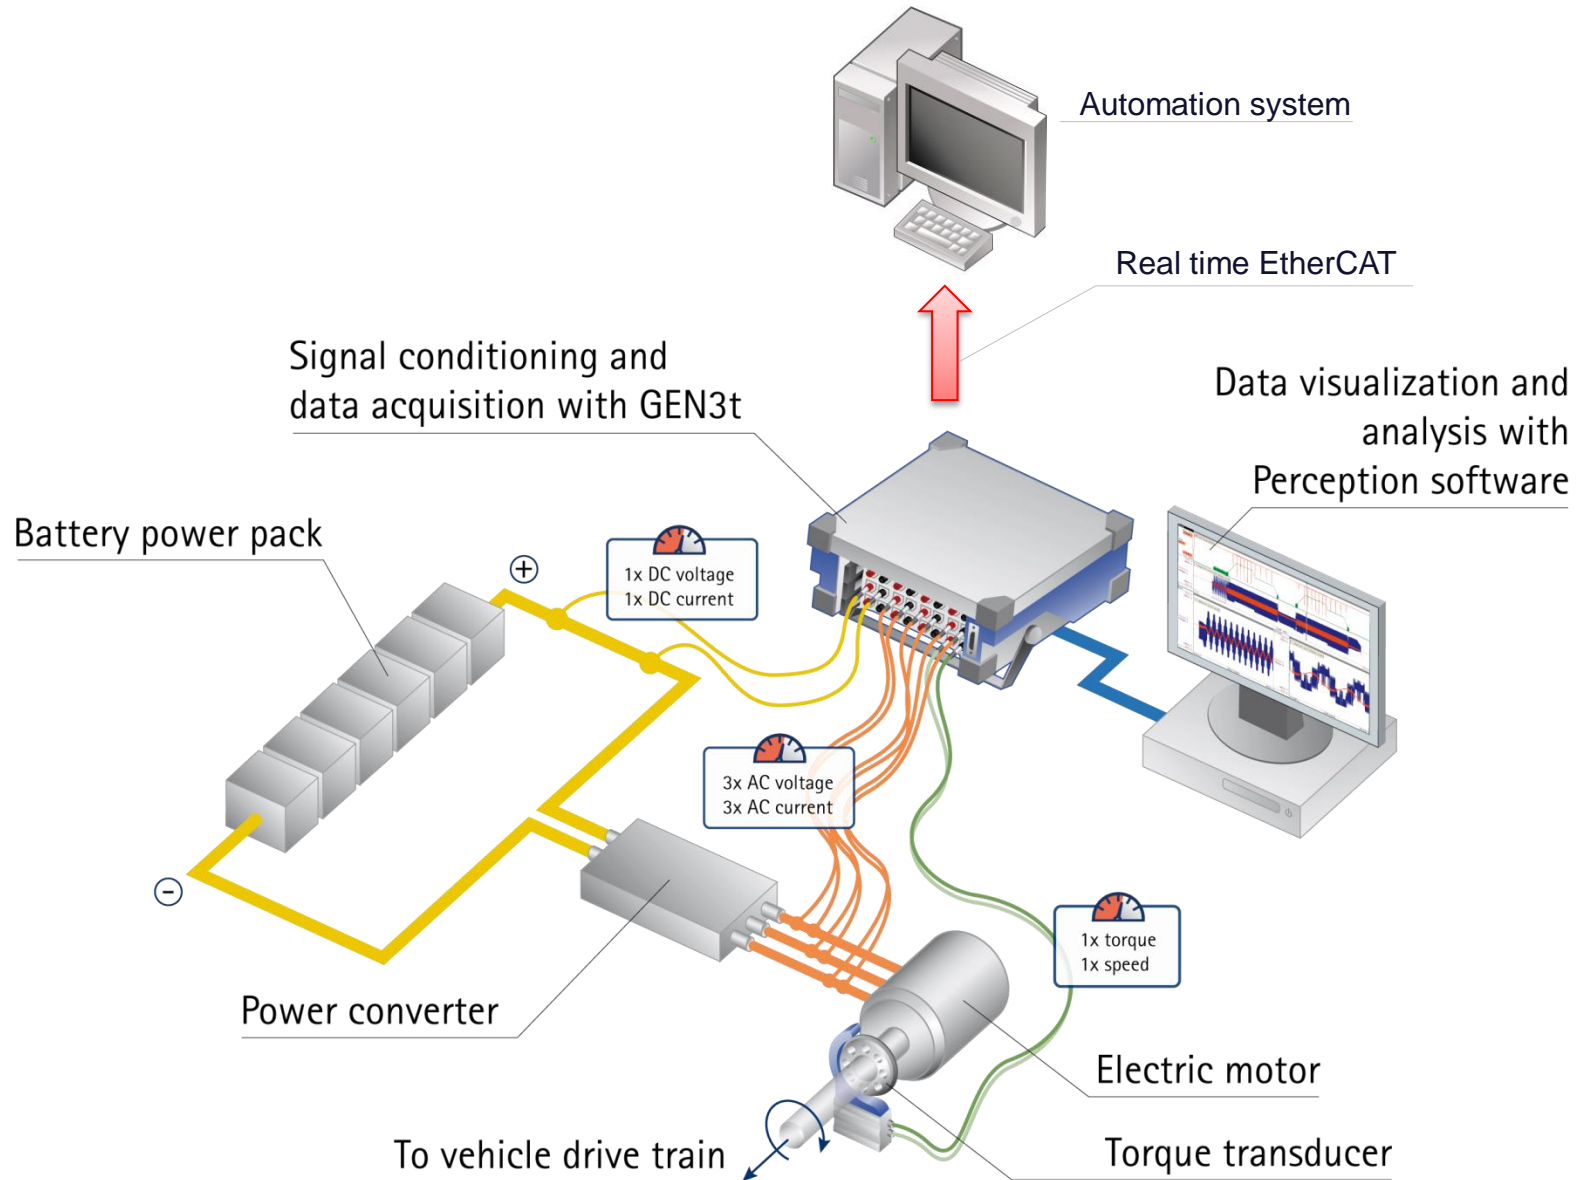 Automation system
Real time EtherCAT
Signal conditioning and
data acquisition with GEN3t
Data visualization and
analysis with
Perception software
Battery power pack
+
1x DC voltage
1x DC current
3x AC voltage
3x AC current
-
1x torque
1x speed
Power converter
Electric motor
To vehicle drive train
Torque transducer